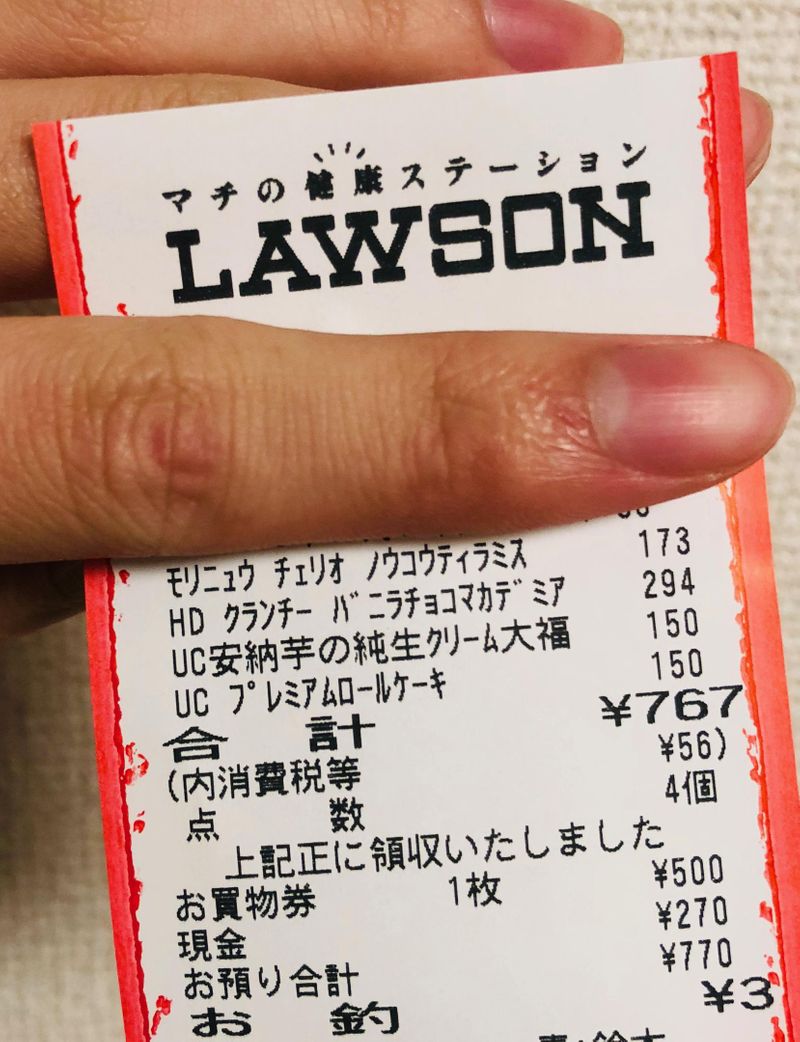 マチの健康ステーション
LAWSON
モリニュウ チェリオ ノウコウティラミス 173
HD クランチー バニラチョコマカデミア 294
UC安納芋の純生クリーム大福 150
UC プレミアムロールケーキ 150
合計 ¥767
(内消費税等 ¥56)
点数 4個
上記正に領収いたしました
お買物券 1枚 ¥500
現金 ¥270
お預り合計 ¥770
お釣 ¥3